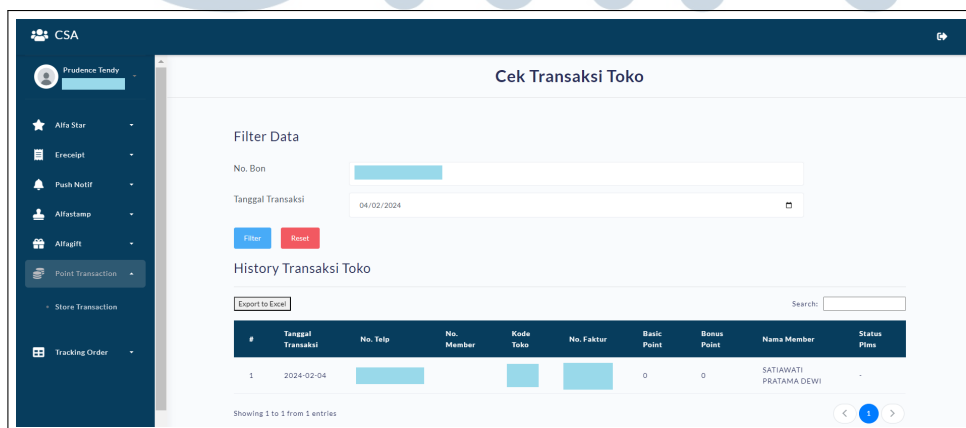 CSA
Prudence Tendy
Cek Transaksi Toko
Alfa Star
Ereceipt
Push Notif
Alfastamp
Alfagift
Point Transaction
Store Transaction
Tracking Order
Filter Data
No. Bon
Tanggal Transaksi 04/02/2024
Filter Reset
History Transaksi Toko
Export to Excel Search:
# Tanggal Transaksi No. Telp No. Member Kode Toko No. Faktur Basic Point Bonus Point Nama Member Status Plms
1 2024-02-04 0 0 SATIAWATI PRATAMA DEWI -
Showing 1 to 1 from 1 entries
< 1 >